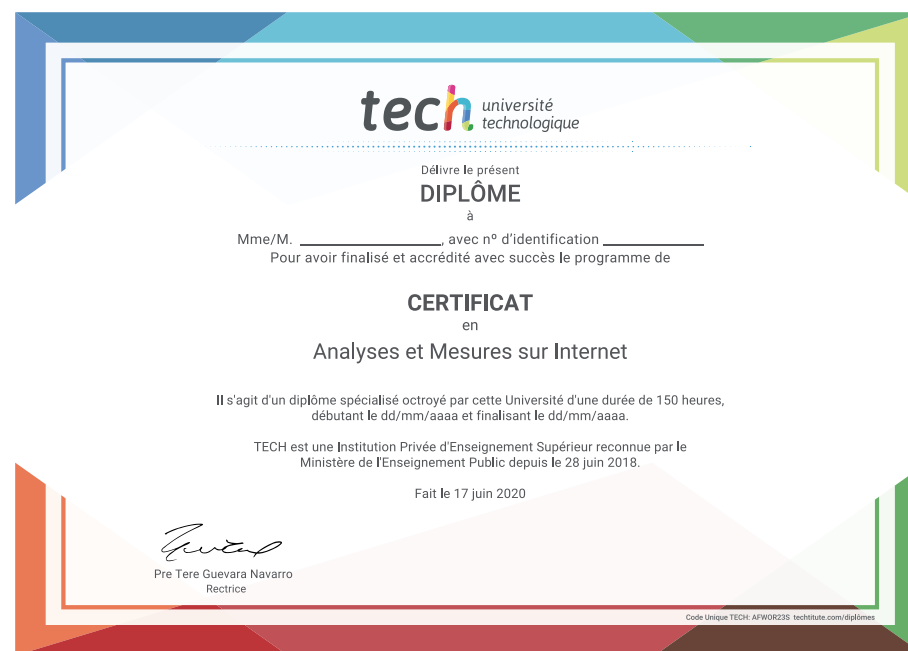 tech université
technologique
Délivre le présent
DIPLÔME
à
Mme/M. ____________________, avec nº d'identification ______________
Pour avoir finalisé et accrédité avec succès le programme de
CERTIFICAT
en
Analyses et Mesures sur Internet
Il s'agit d'un diplôme spécialisé octroyé par cette Université d'une durée de 150 heures,
débutant le dd/mm/aaaa et finalisant le dd/mm/aaaa.
TECH est une Institution Privée d'Enseignement Supérieur reconnue par le
Ministère de l'Enseignement Public depuis le 28 juin 2018.
Fait le 17 juin 2020
Pre Tere Guevara Navarro
Rectrice
Code Unique TECH: AFWOR23S techtitute.com/diplômes